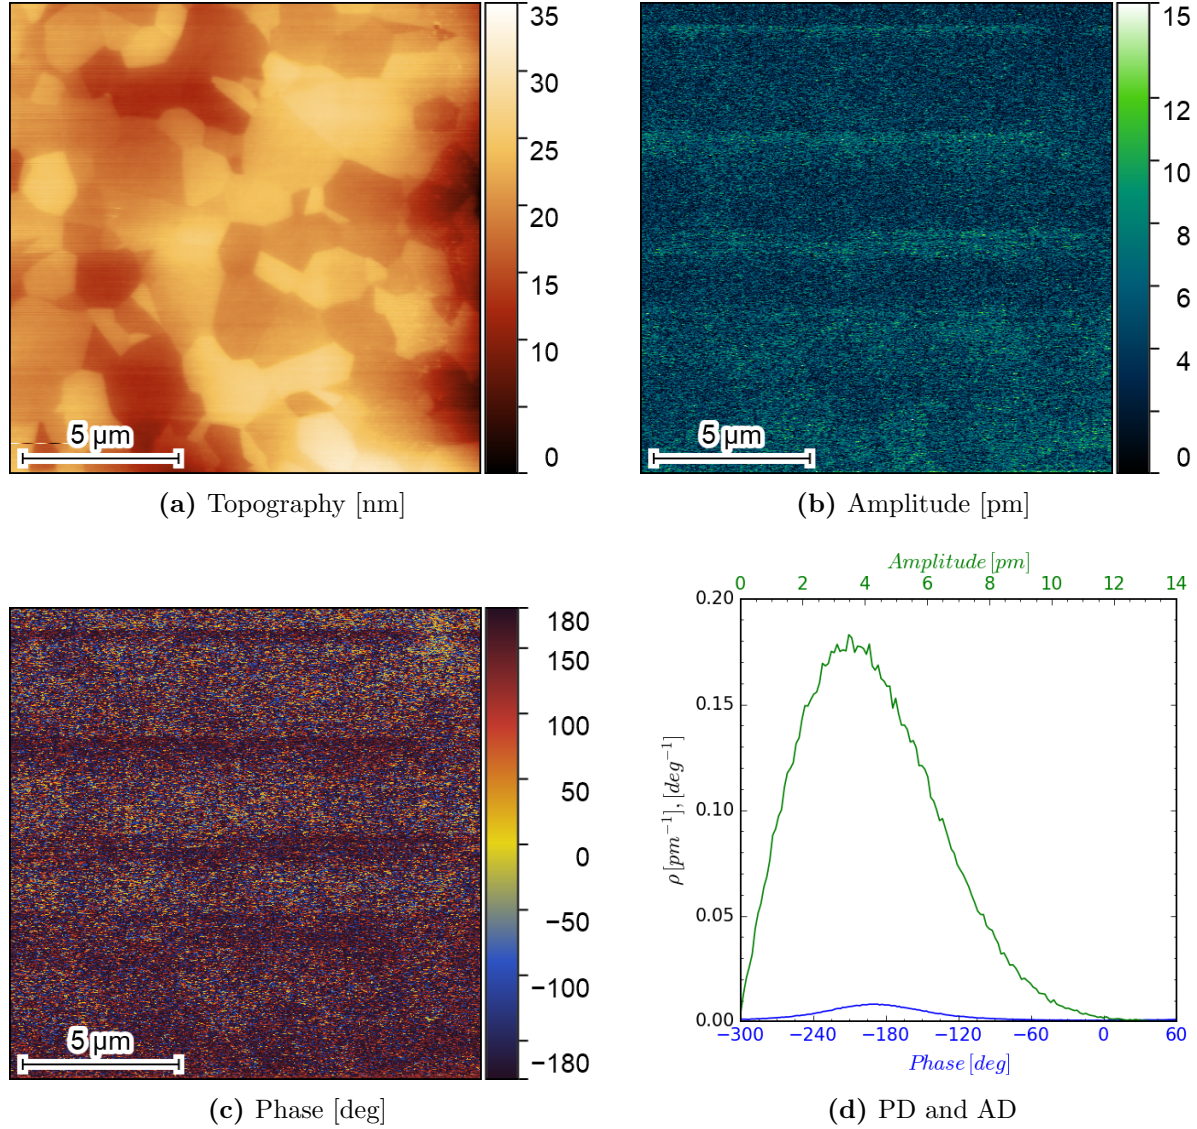 35
30
25
20
15
10
0
5 µm
(a) Topography [nm]
15
12
10
8
6
4
0
5 µm
(b) Amplitude [pm]
180
150
100
50
0
−50
−100
−180
5 µm
(c) Phase [deg]
Amplitude [pm]
0 2 4 6 8 10 12 14
0.20
0.15
0.10
0.05
0.00
ρ [pm⁻¹], [deg⁻¹]
−300 −240 −180 −120 −60 0 60
Phase [deg]
(d) PD and AD